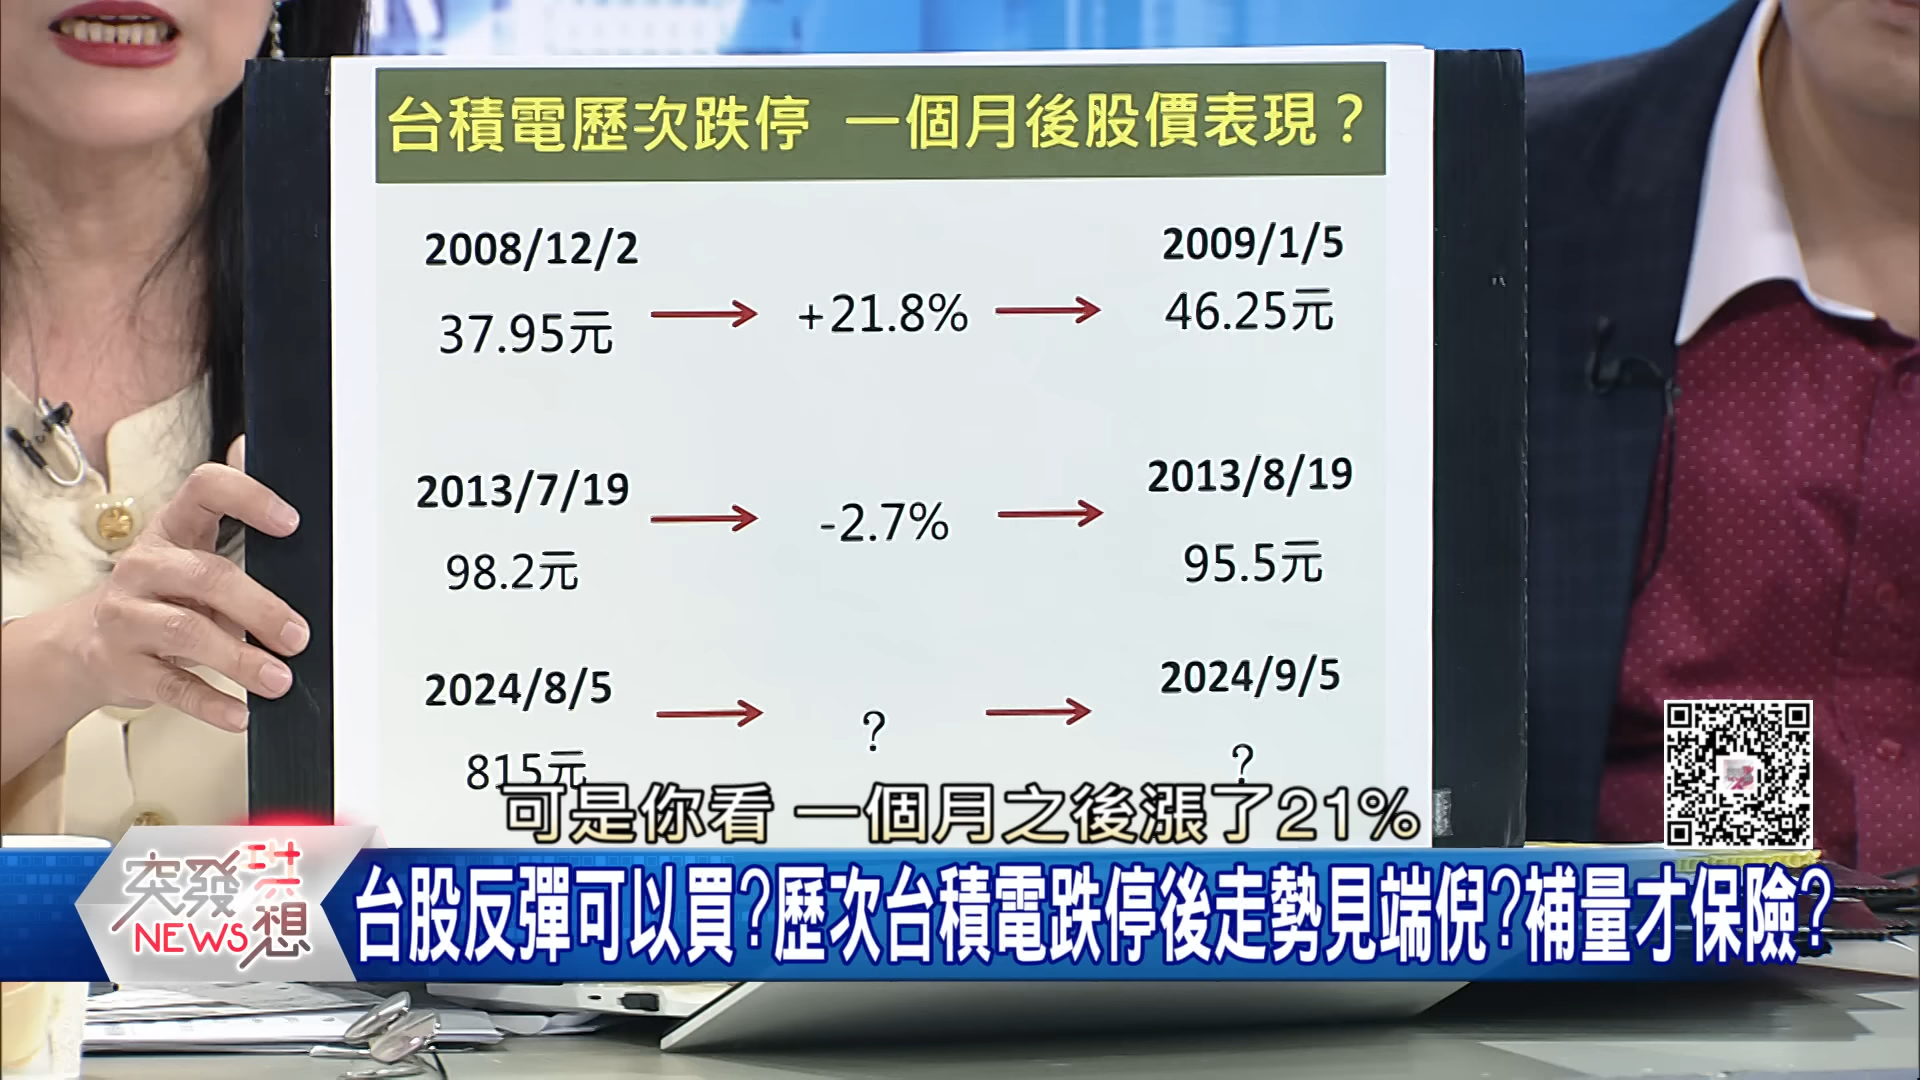 台積電歷次跌停 一個月後股價表現？
2008/12/2
37.95元
+21.8%
2009/1/5
46.25元
2013/7/19
98.2元
-2.7%
2013/8/19
95.5元
2024/8/5
815元
?
2024/9/5
?
可是你看 一個月之後漲了21%
突發琪想
NEWS
台股反彈可以買?歷次台積電跌停後走勢見端倪?補量才保險?